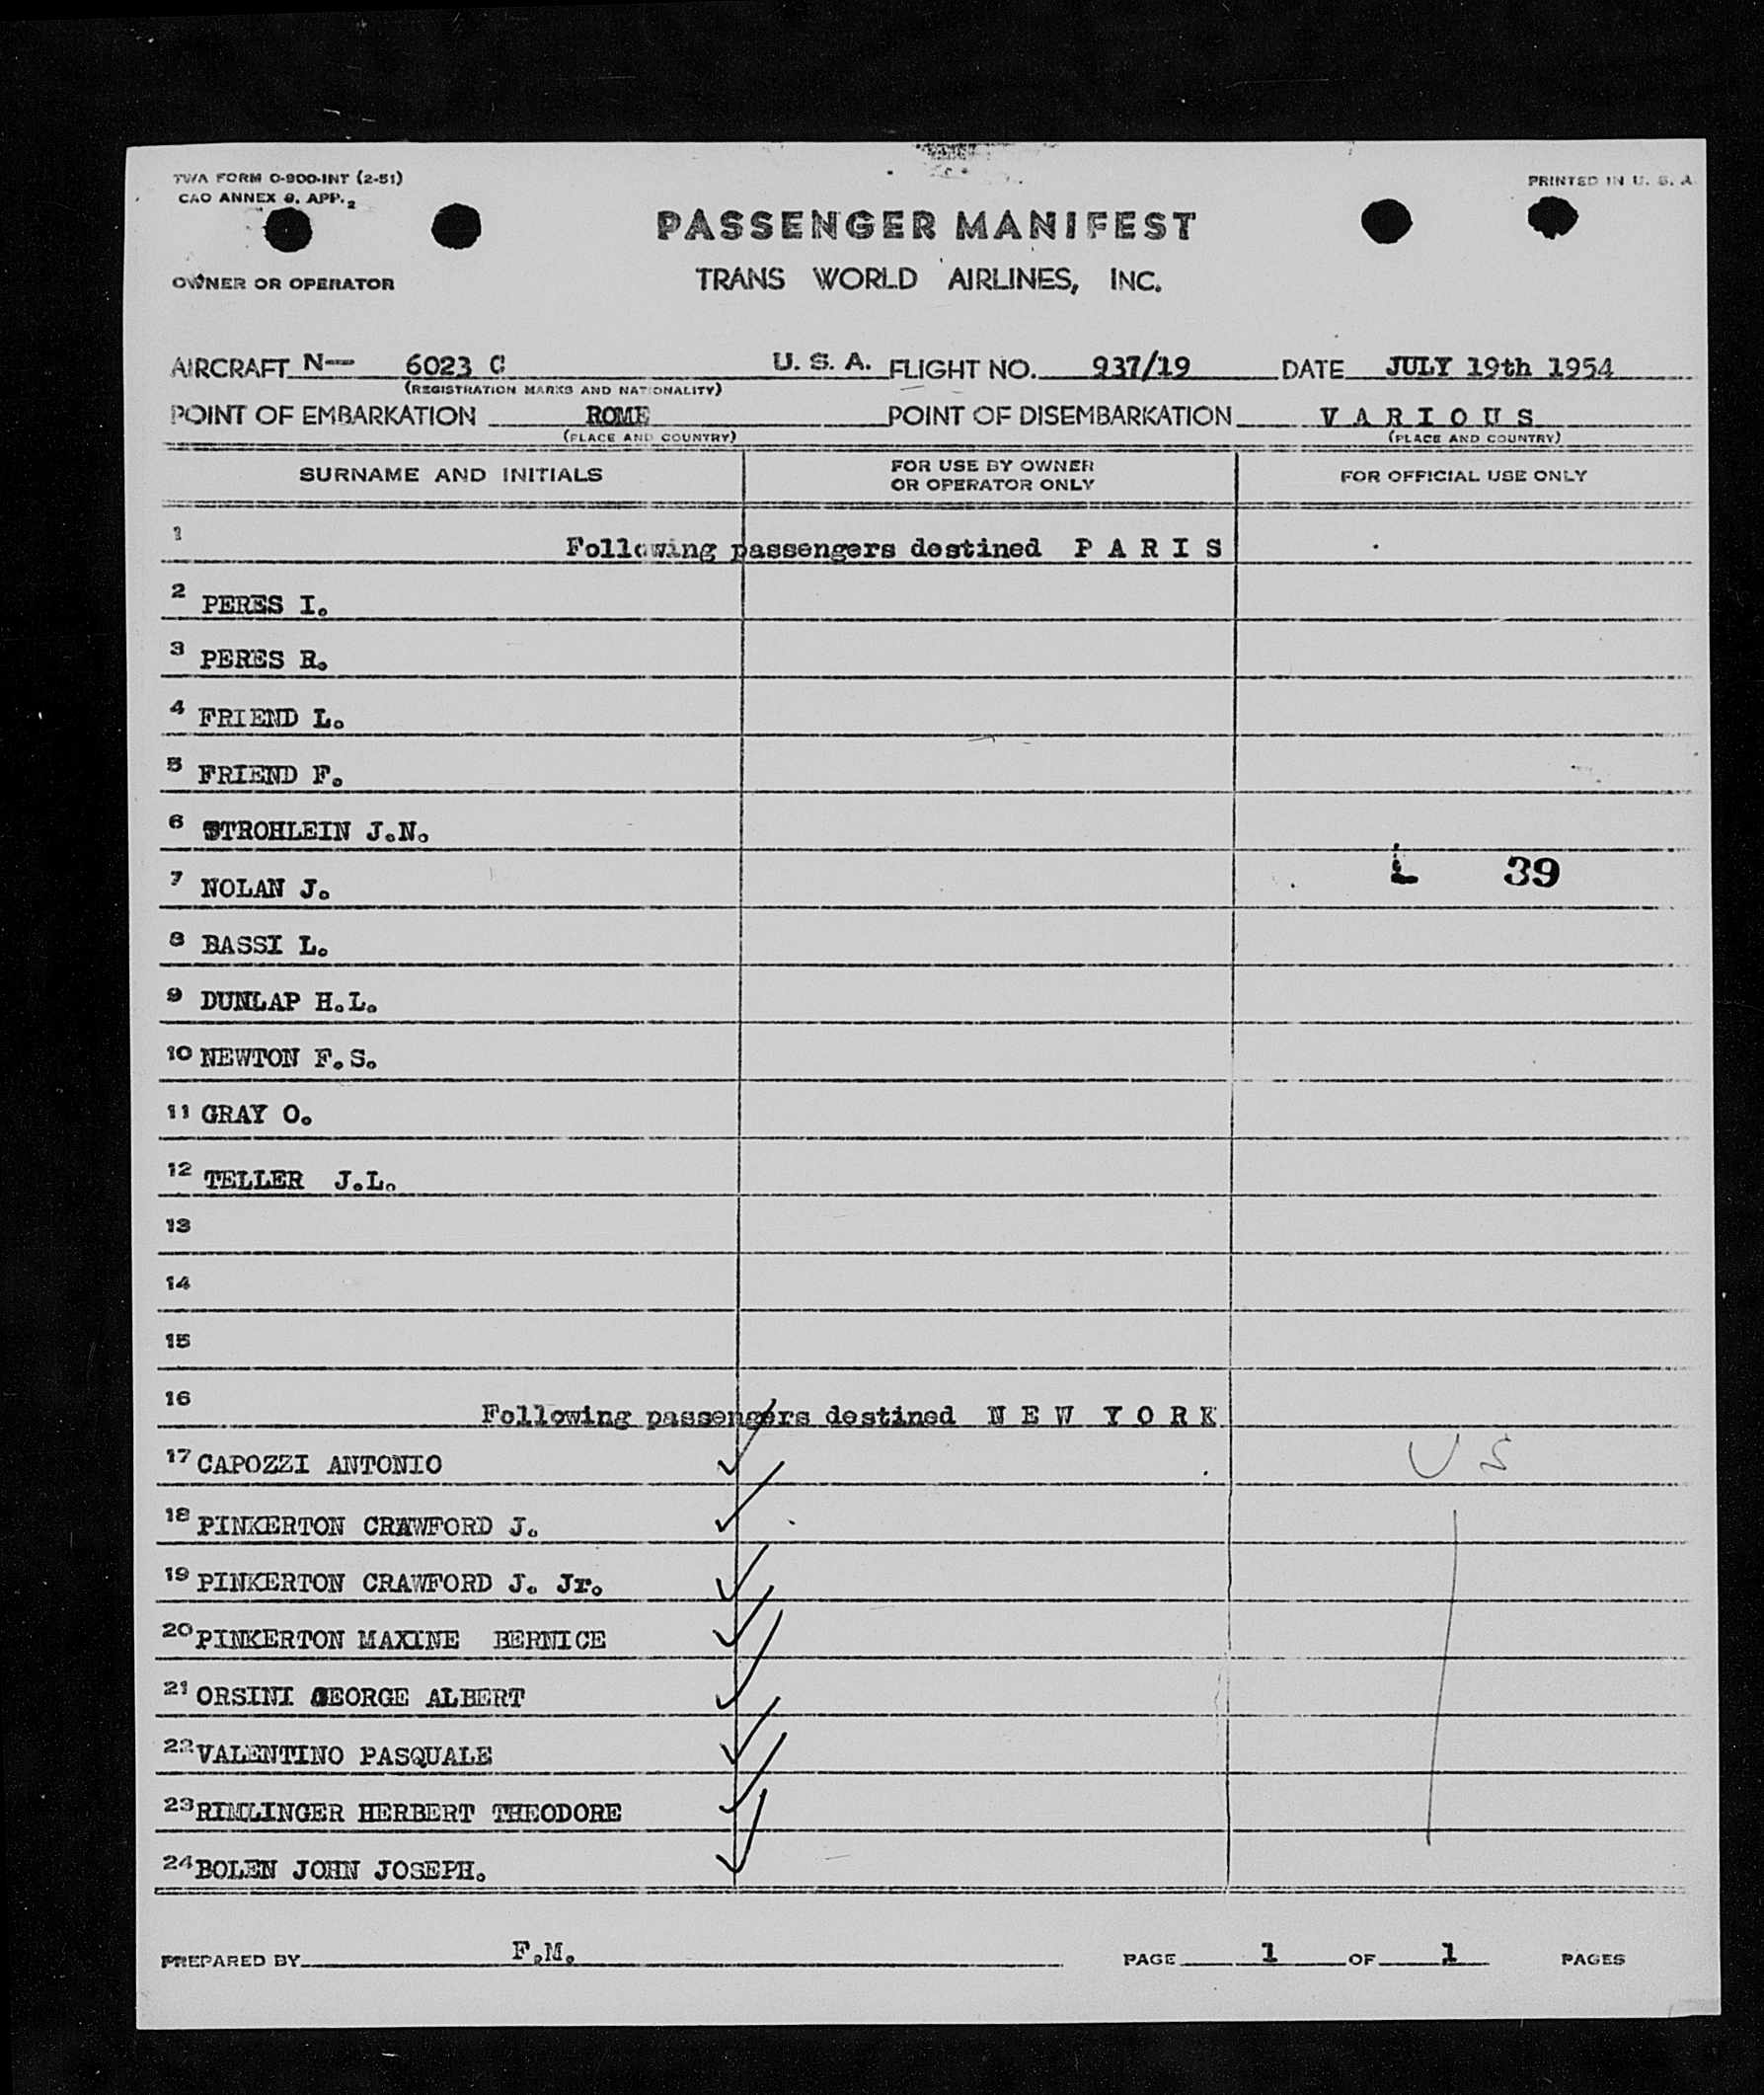 TWA FORM O-900-INT (2-51)
CAO ANNEX 9. APP. 2
PRINTED IN U. S. A
PASSENGER MANIFEST
OWNER OR OPERATOR
TRANS WORLD AIRLINES, INC.
AIRCRAFT N— 6023 C U. S. A. FLIGHT NO. 937/19 DATE JULY 19th 1954
(REGISTRATION MARKS AND NATIONALITY)
POINT OF EMBARKATION ROME POINT OF DISEMBARKATION V A R I O U S
(PLACE AND COUNTRY) (PLACE AND COUNTRY)
SURNAME AND INITIALS FOR USE BY OWNER OR OPERATOR ONLY FOR OFFICIAL USE ONLY
1 Following passengers destined P A R I S
2 PERES I.
3 PERES R.
4 FRIEND L.
5 FRIEND F.
6 STROHLEIN J.N.
L 39
7 NOLAN J.
8 BASSI L.
9 DUNLAP H.L.
10 NEWTON F.S.
11 GRAY O.
12 TELLER J.L.
13
14
15
16 Following passengers destined N E W Y O R K
17 CAPOZZI ANTONIO U S
18 PINKERTON CRAWFORD J.
19 PINKERTON CRAWFORD J. Jr.
20 PINKERTON MAXINE BERNICE
21 ORSINI GEORGE ALBERT
22 VALENTINO PASQUALE
23 RIMLINGER HERBERT THEODORE
24 BOLEN JOHN JOSEPH.
PREPARED BY F.M. PAGE 1 OF 1 PAGES